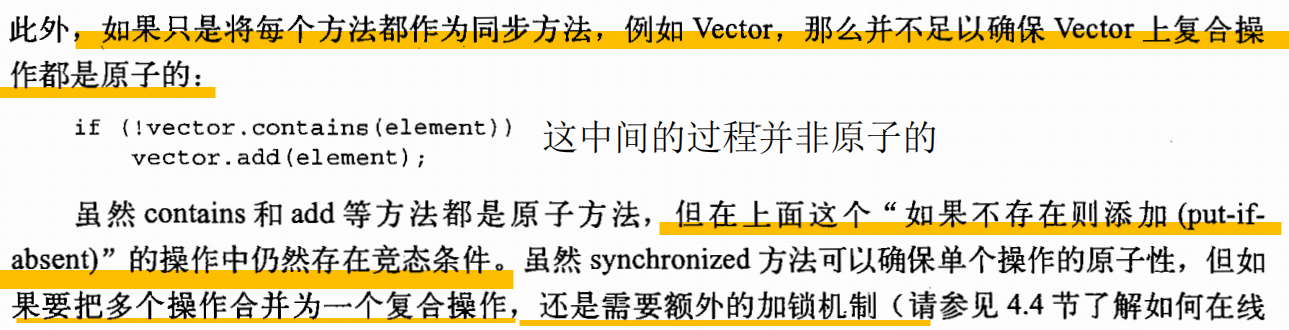 此外，如果只是将每个方法都作为同步方法，例如 Vector，那么并不足以确保 Vector 上复合操
作都是原子的：
if (!vector.contains(element)) 这中间的过程并非原子的
vector.add(element);
虽然 contains 和 add 等方法都是原子方法，但在上面这个“如果不存在则添加 (put-if-
absent)”的操作中仍然存在竞态条件。虽然 synchronized 方法可以确保单个操作的原子性，但如
果要把多个操作合并为一个复合操作，还是需要额外的加锁机制（请参见 4.4 节了解如何在线